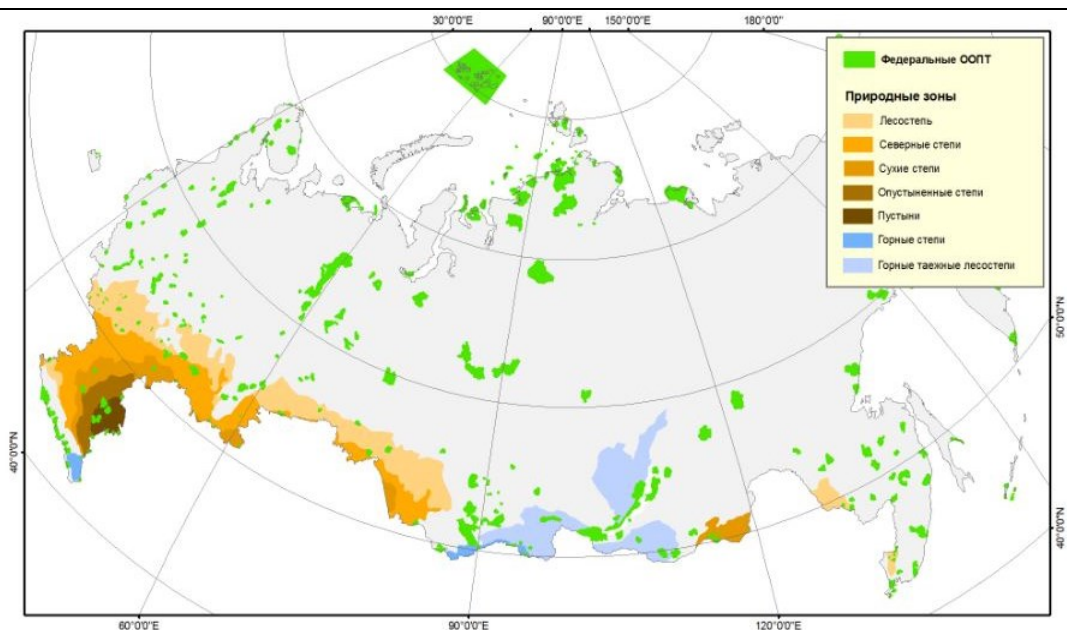 30°0'0"E
90°0'0"E
150°0'0"E
180°0'0"
Федеральные ООПТ
Природные зоны
Лесостепь
Северные степи
Сухие степи
Опустыненные степи
Пустыни
Горные степи
Горные таежные лесостепи
50°0'0"N
40°0'0"N
40°0'0"N
60°0'0"E
90°0'0"E
120°0'0"E